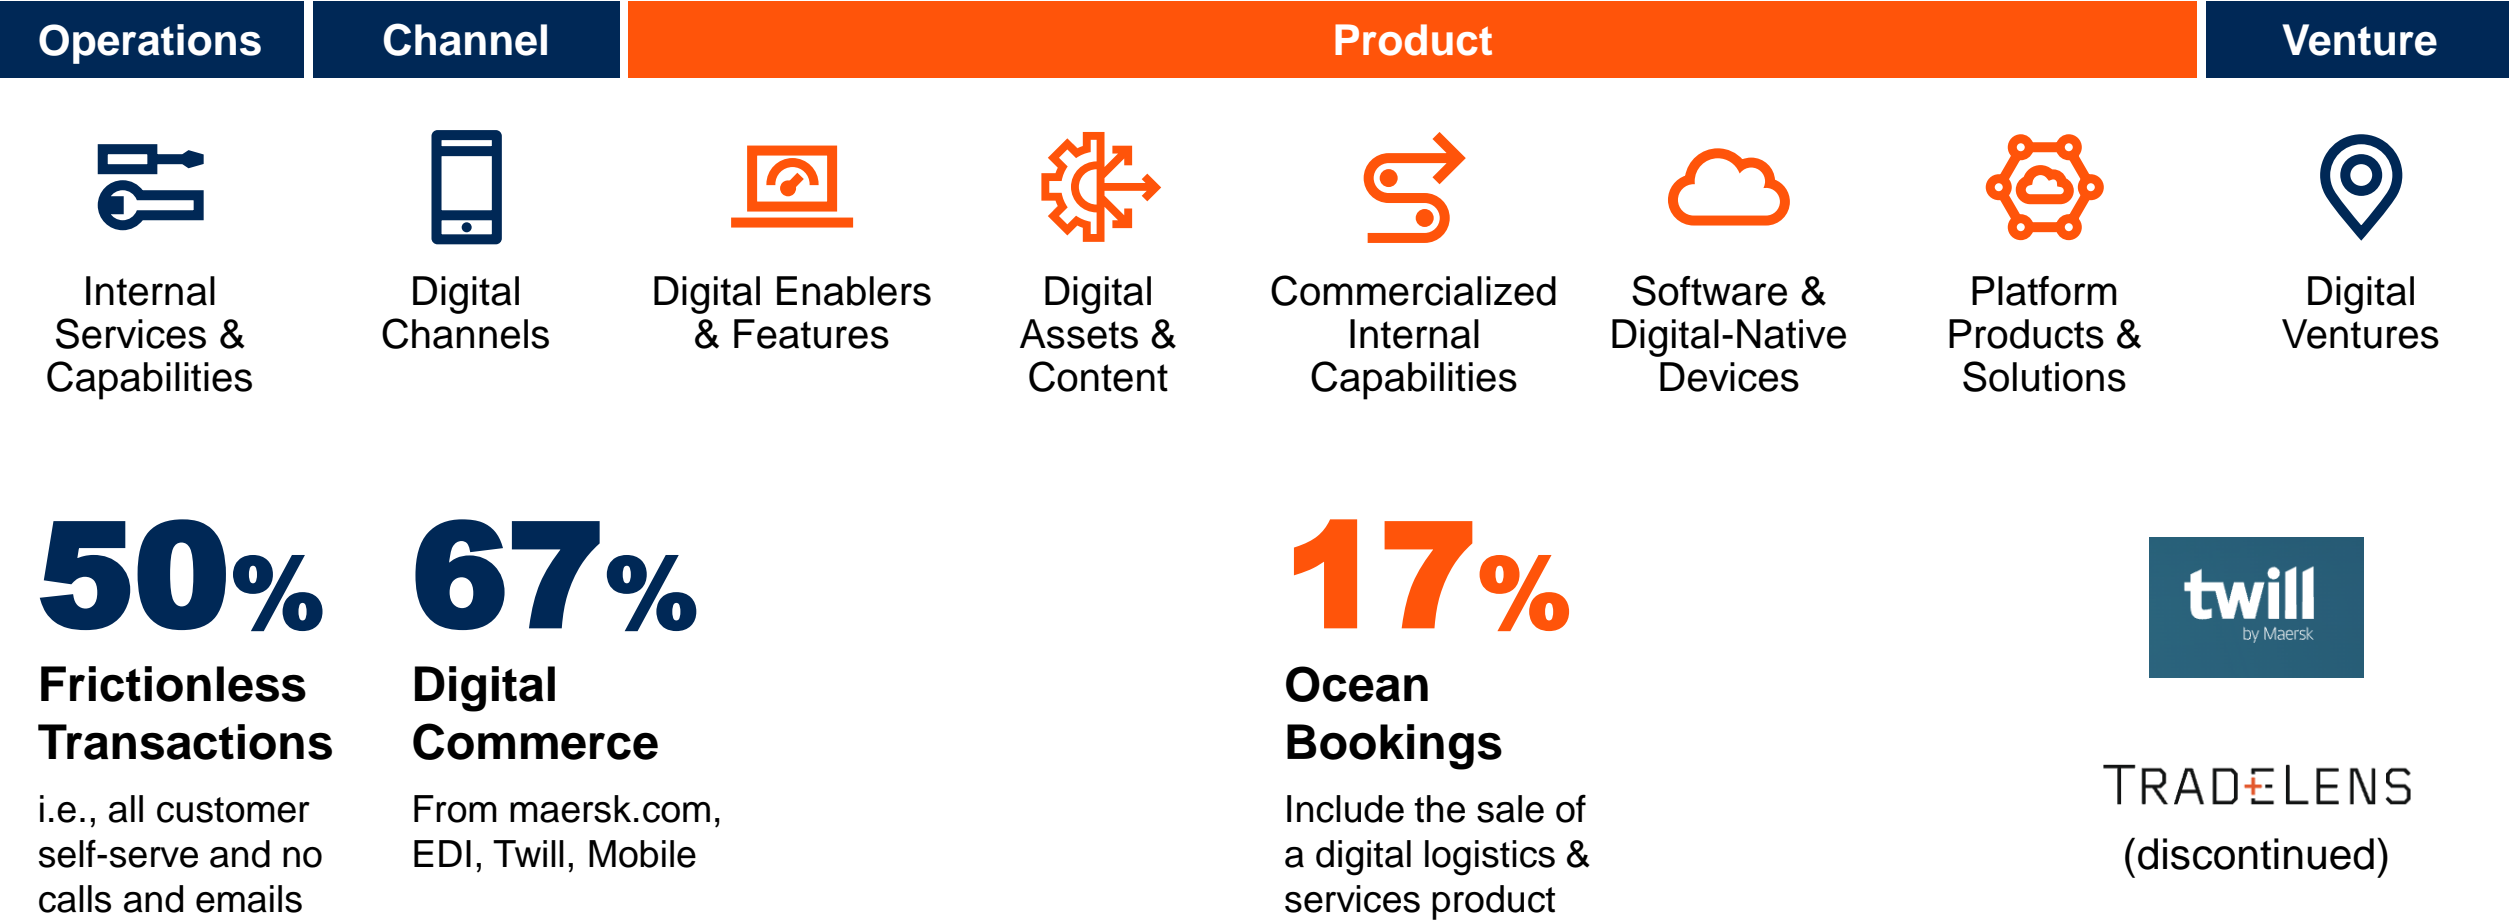 Operations
Channel
Product
Venture
Internal
Services &
Capabilities
Digital
Channels
Digital Enablers
& Features
Digital
Assets &
Content
Commercialized
Internal
Capabilities
Software &
Digital-Native
Devices
Platform
Products &
Solutions
Digital
Ventures
50%
Frictionless
Transactions
i.e., all customer
self-serve and no
calls and emails
67%
Digital
Commerce
From maersk.com,
EDI, Twill, Mobile
17%
Ocean
Bookings
Include the sale of
a digital logistics &
services product
twill
by Maersk
TRADELENS
(discontinued)